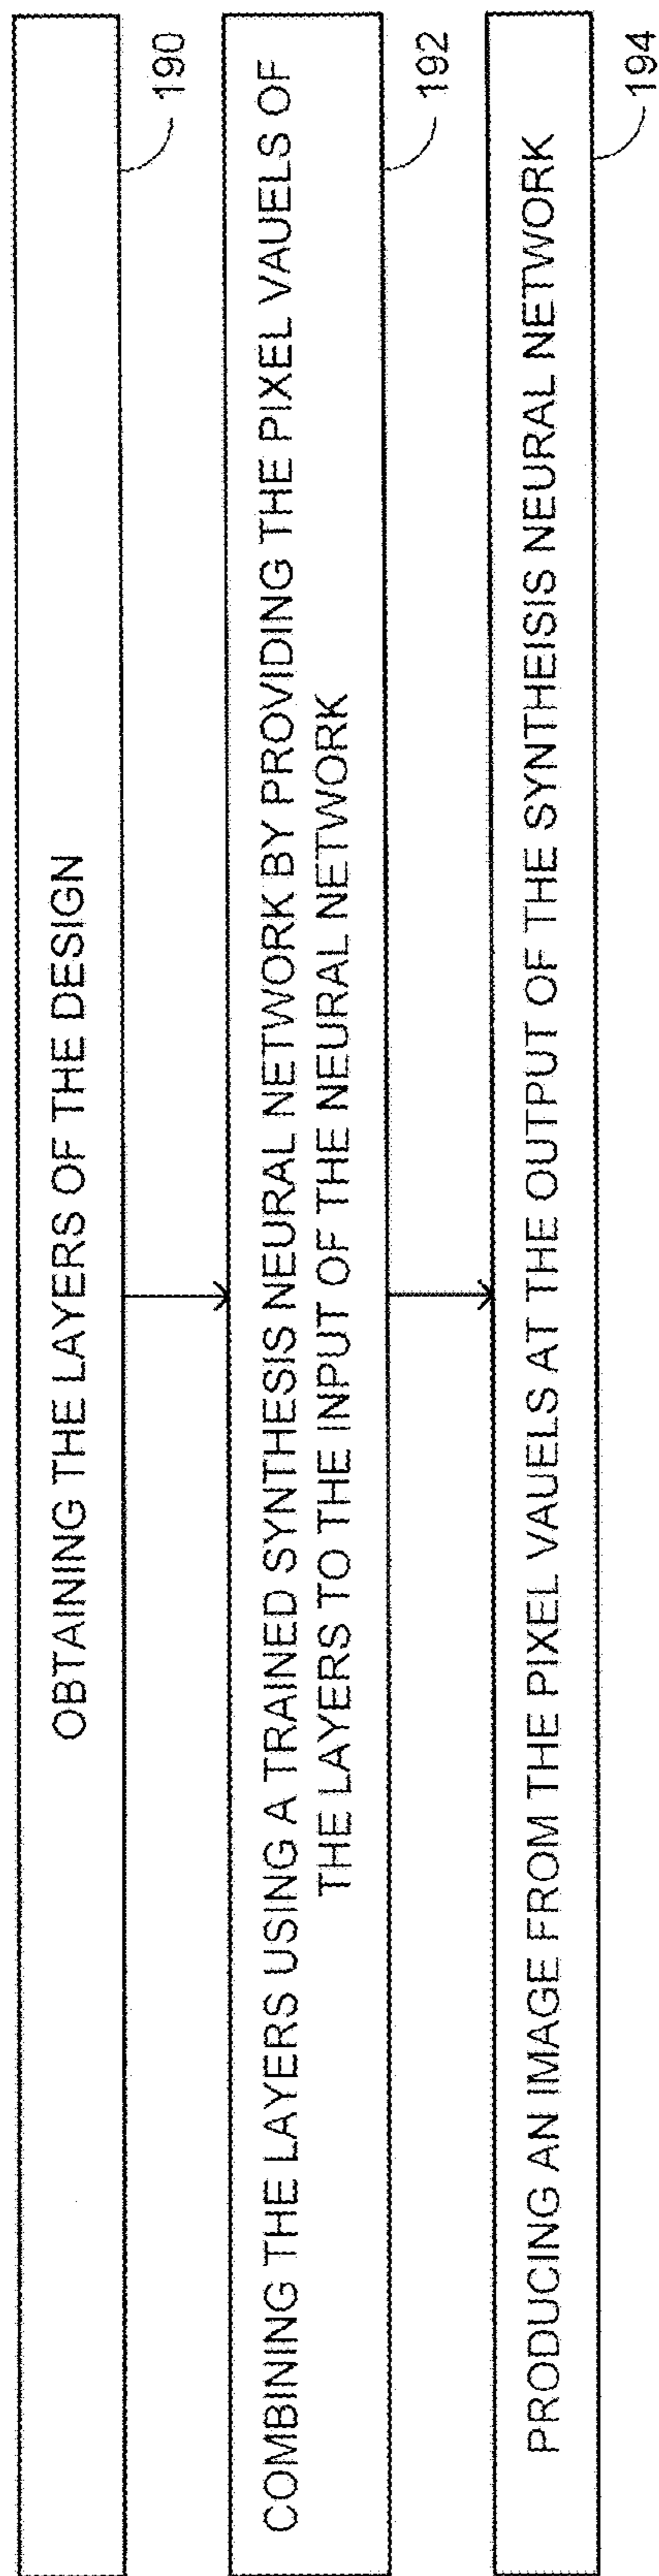 OBTAINING THE LAYERS OF THE DESIGN
190
COMBINING THE LAYERS USING A TRAINED SYNTHESIS NEURAL NETWORK BY PROVIDING THE PIXEL VAUELS OF
THE LAYERS TO THE INPUT OF THE NEURAL NETWORK
192
PRODUCING AN IMAGE FROM THE PIXEL VAUELS AT THE OUTPUT OF THE SYNTHEISIS NEURAL NETWORK
194